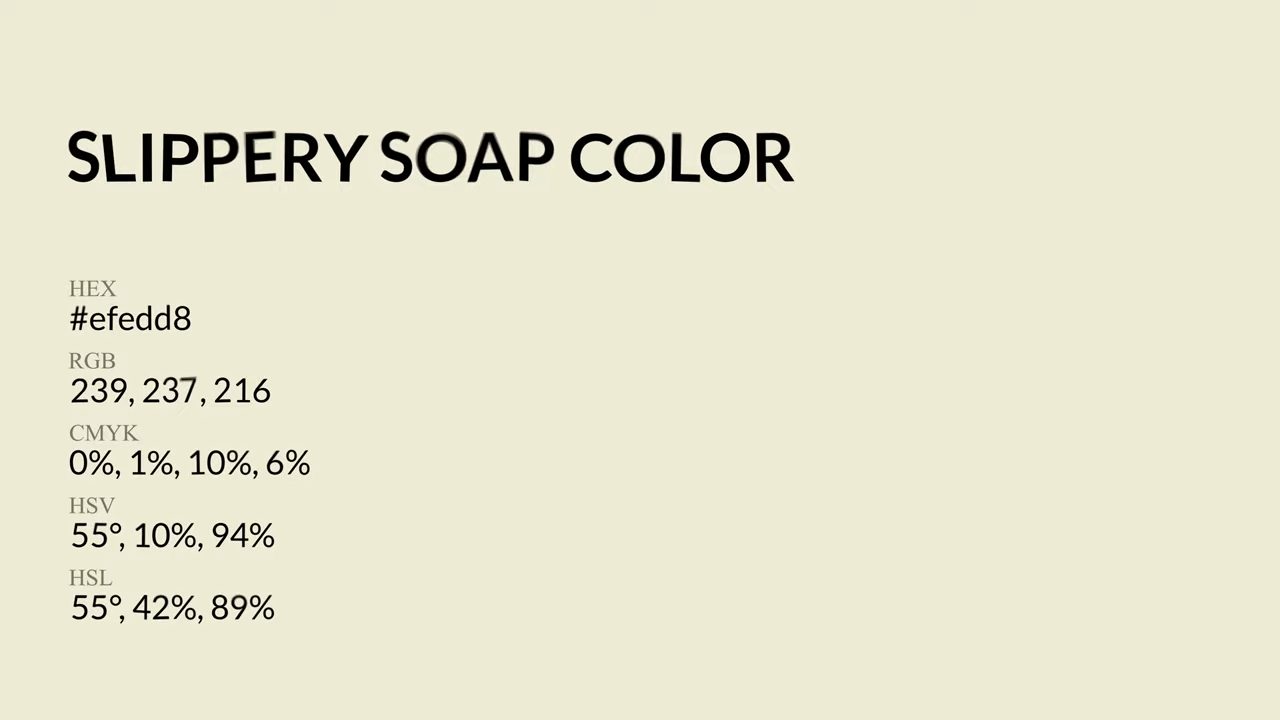 SLIPPERY SOAP COLOR
HEX
#efedd8
RGB
239, 237, 216
CMYK
0%, 1%, 10%, 6%
HSV
55°, 10%, 94%
HSL
55°, 42%, 89%